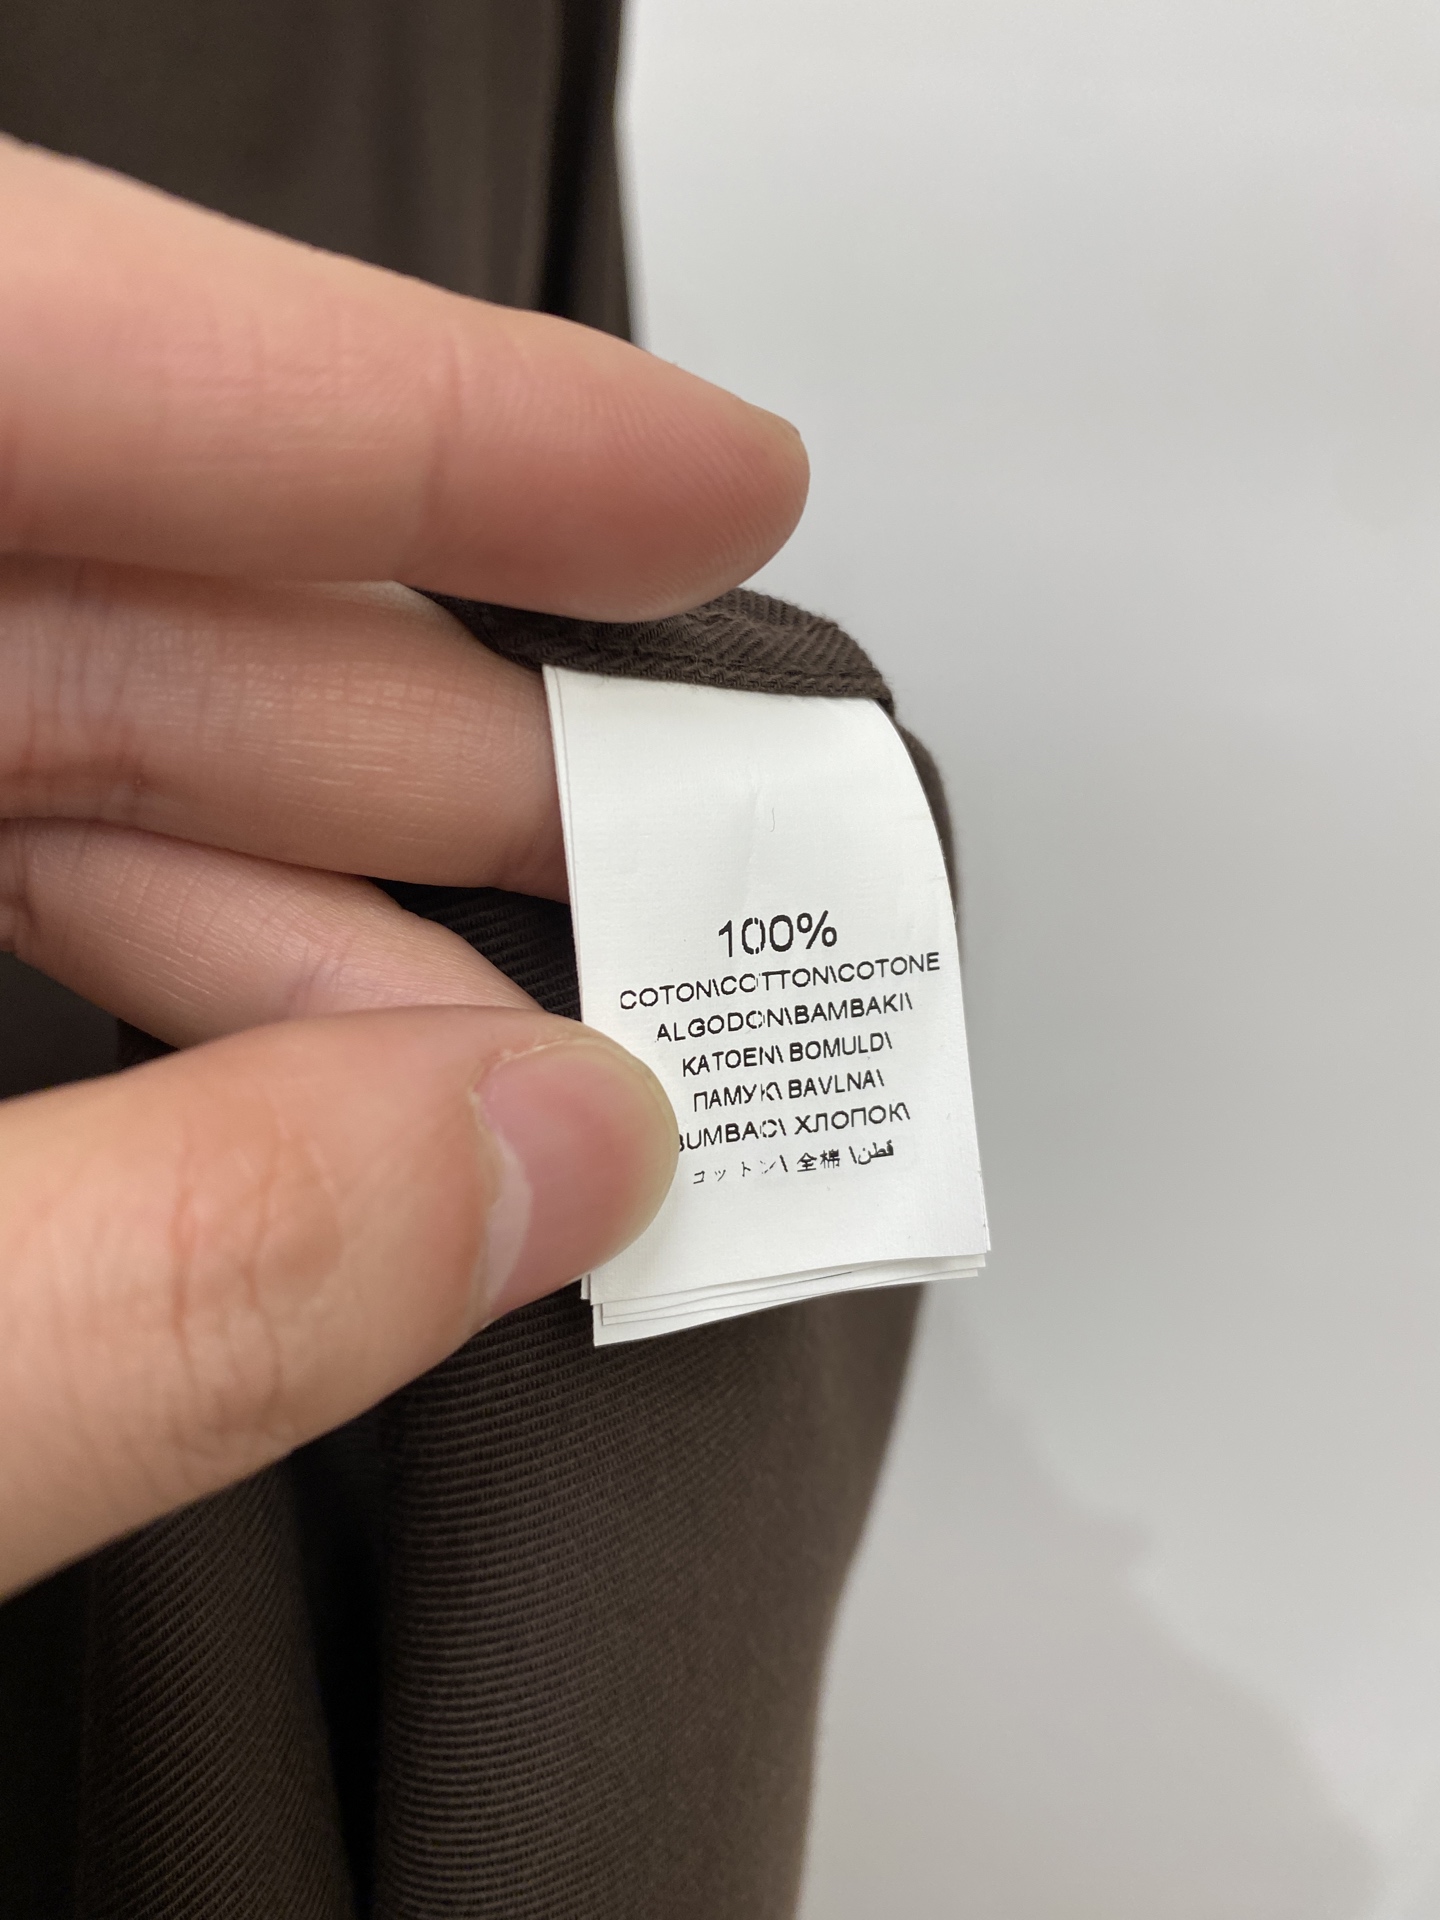 100%
COTON\COTTON\COTONE
ALGODON\BAMBAKI\
KATOEN\ BOMULD\
ПАМУК\ BAVLNA\
BUMBAC\ ХЛОПОК\
コットン\ 全棉 \قطن